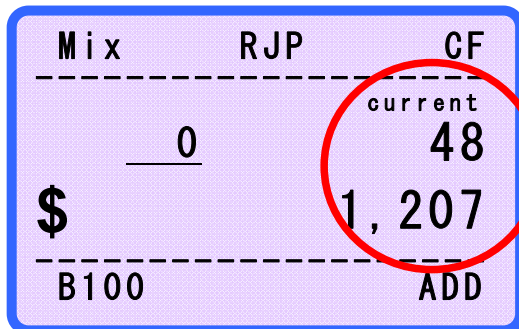 Mix RJP CF
current
0 48
$ 1,207
B100 ADD